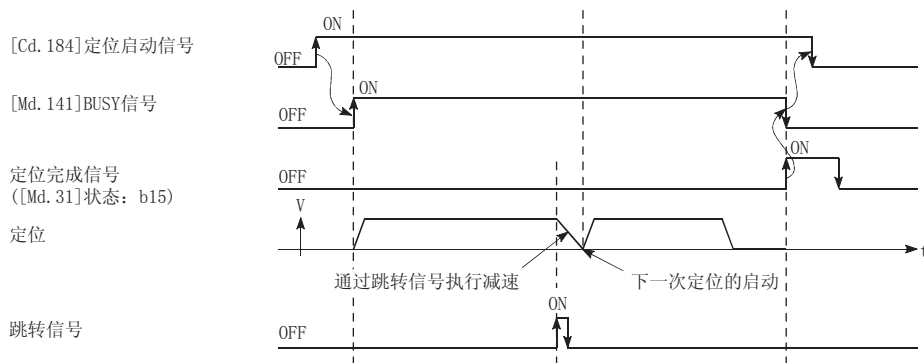 ON
[Cd.184]定位启动信号
OFF
ON
[Md.141]BUSY信号
OFF
ON
定位完成信号
OFF
([Md.31]状态：b15)
V
定位
t
通过跳转信号执行减速
下一次定位的启动
ON
跳转信号
OFF